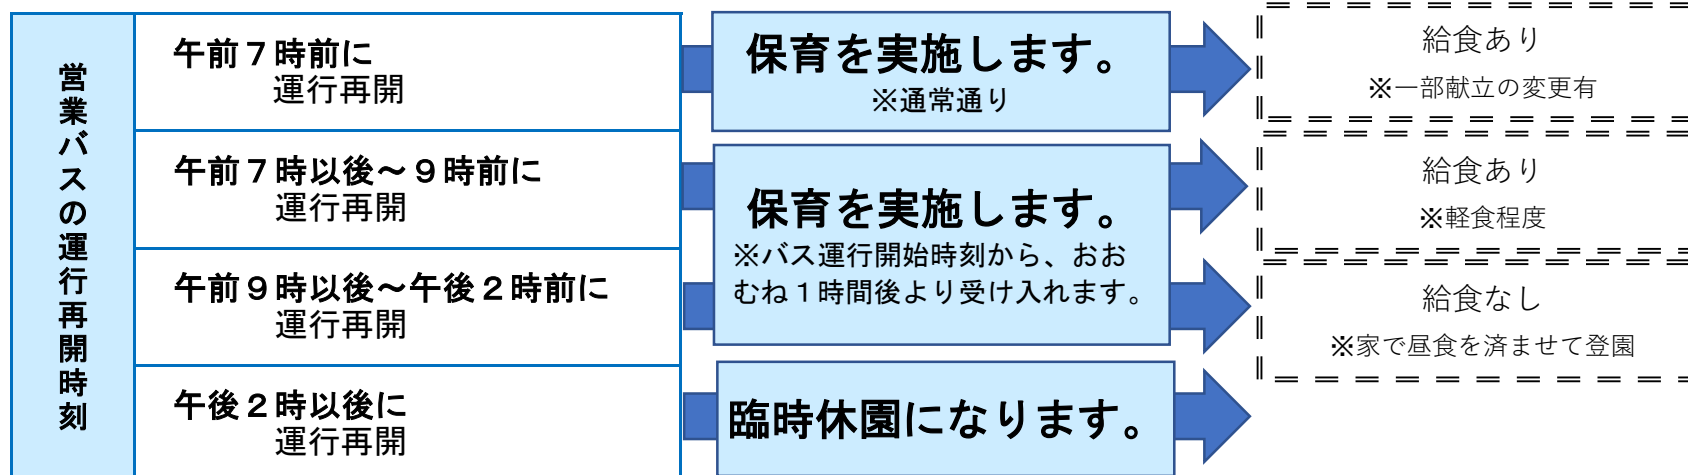 営業バスの運行再開時刻
午前７時前に
運行再開
保育を実施します。
※通常通り
給食あり
※一部献立の変更有
午前７時以後～９時前に
運行再開
保育を実施します。
※バス運行開始時刻から、おお
むね１時間後より受け入れます。
給食あり
※軽食程度
午前９時以後～午後２時前に
運行再開
給食なし
※家で昼食を済ませて登園
午後２時以後に
運行再開
臨時休園になります。